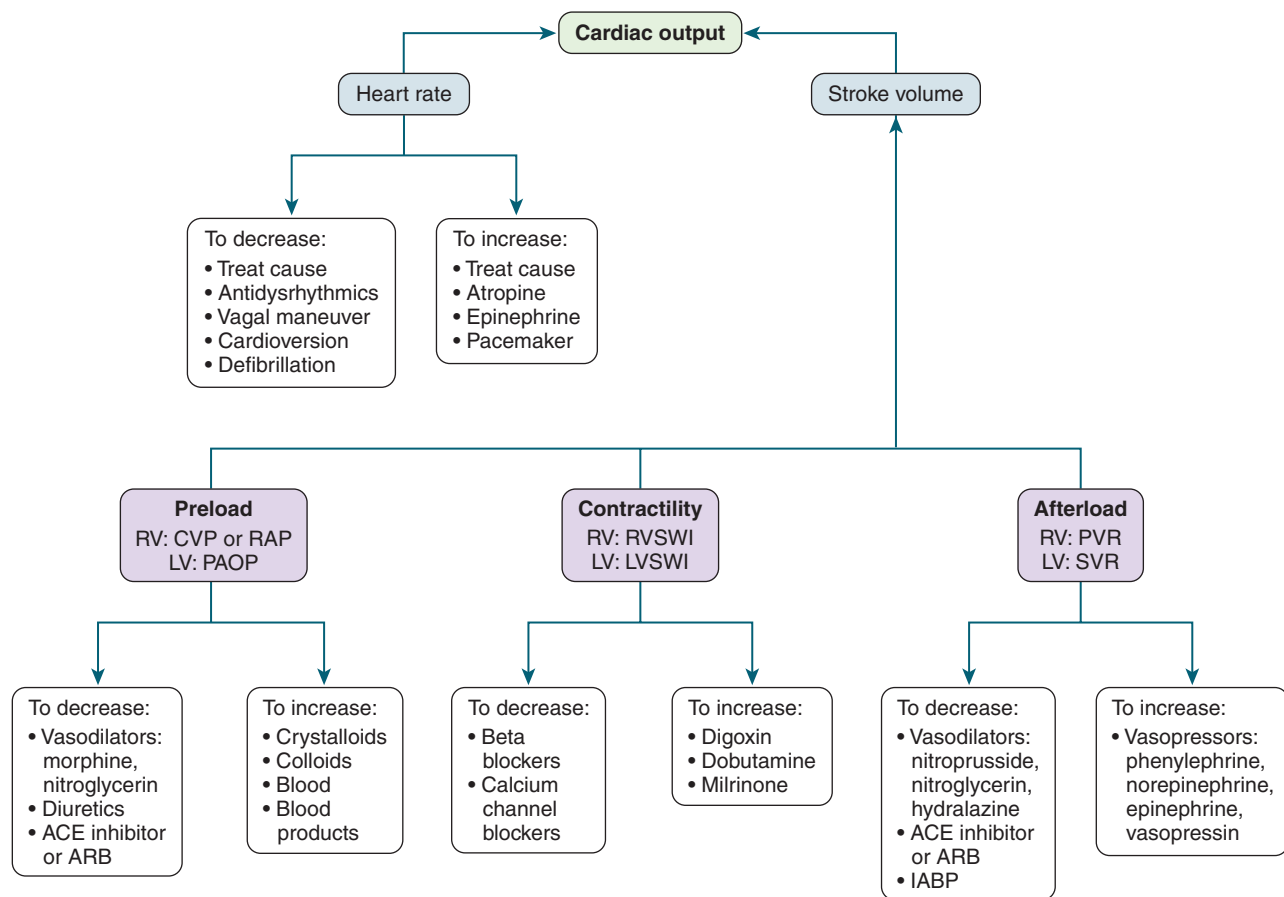 Cardiac output
Heart rate
Stroke volume
To decrease:
• Treat cause
• Antidysrhythmics
• Vagal maneuver
• Cardioversion
• Defibrillation
To increase:
• Treat cause
• Atropine
• Epinephrine
• Pacemaker
Preload
RV: CVP or RAP
LV: PAOP
Contractility
RV: RVSWI
LV: LVSWI
Afterload
RV: PVR
LV: SVR
To decrease:
• Vasodilators:
morphine,
nitroglycerin
• Diuretics
• ACE inhibitor
or ARB
To increase:
• Crystalloids
• Colloids
• Blood
• Blood
products
To decrease:
• Beta
blockers
• Calcium
channel
blockers
To increase:
• Digoxin
• Dobutamine
• Milrinone
To decrease:
• Vasodilators:
nitroprusside,
nitroglycerin,
hydralazine
• ACE inhibitor
or ARB
• IABP
To increase:
• Vasopressors:
phenylephrine,
norepinephrine,
epinephrine,
vasopressin